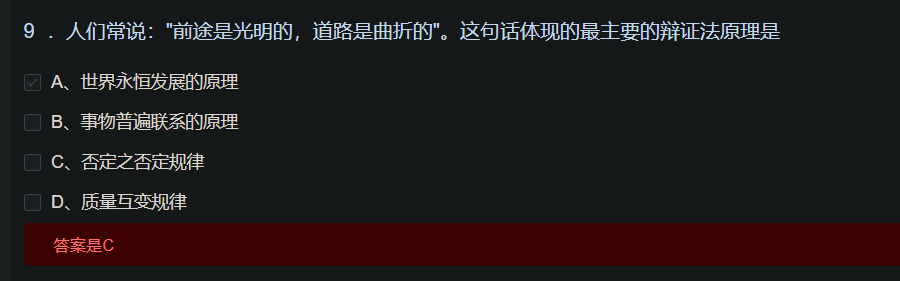 9 ．人们常说："前途是光明的，道路是曲折的"。这句话体现的最主要的辩证法原理是
A、世界永恒发展的原理
B、事物普遍联系的原理
C、否定之否定规律
D、质量互变规律
答案是C